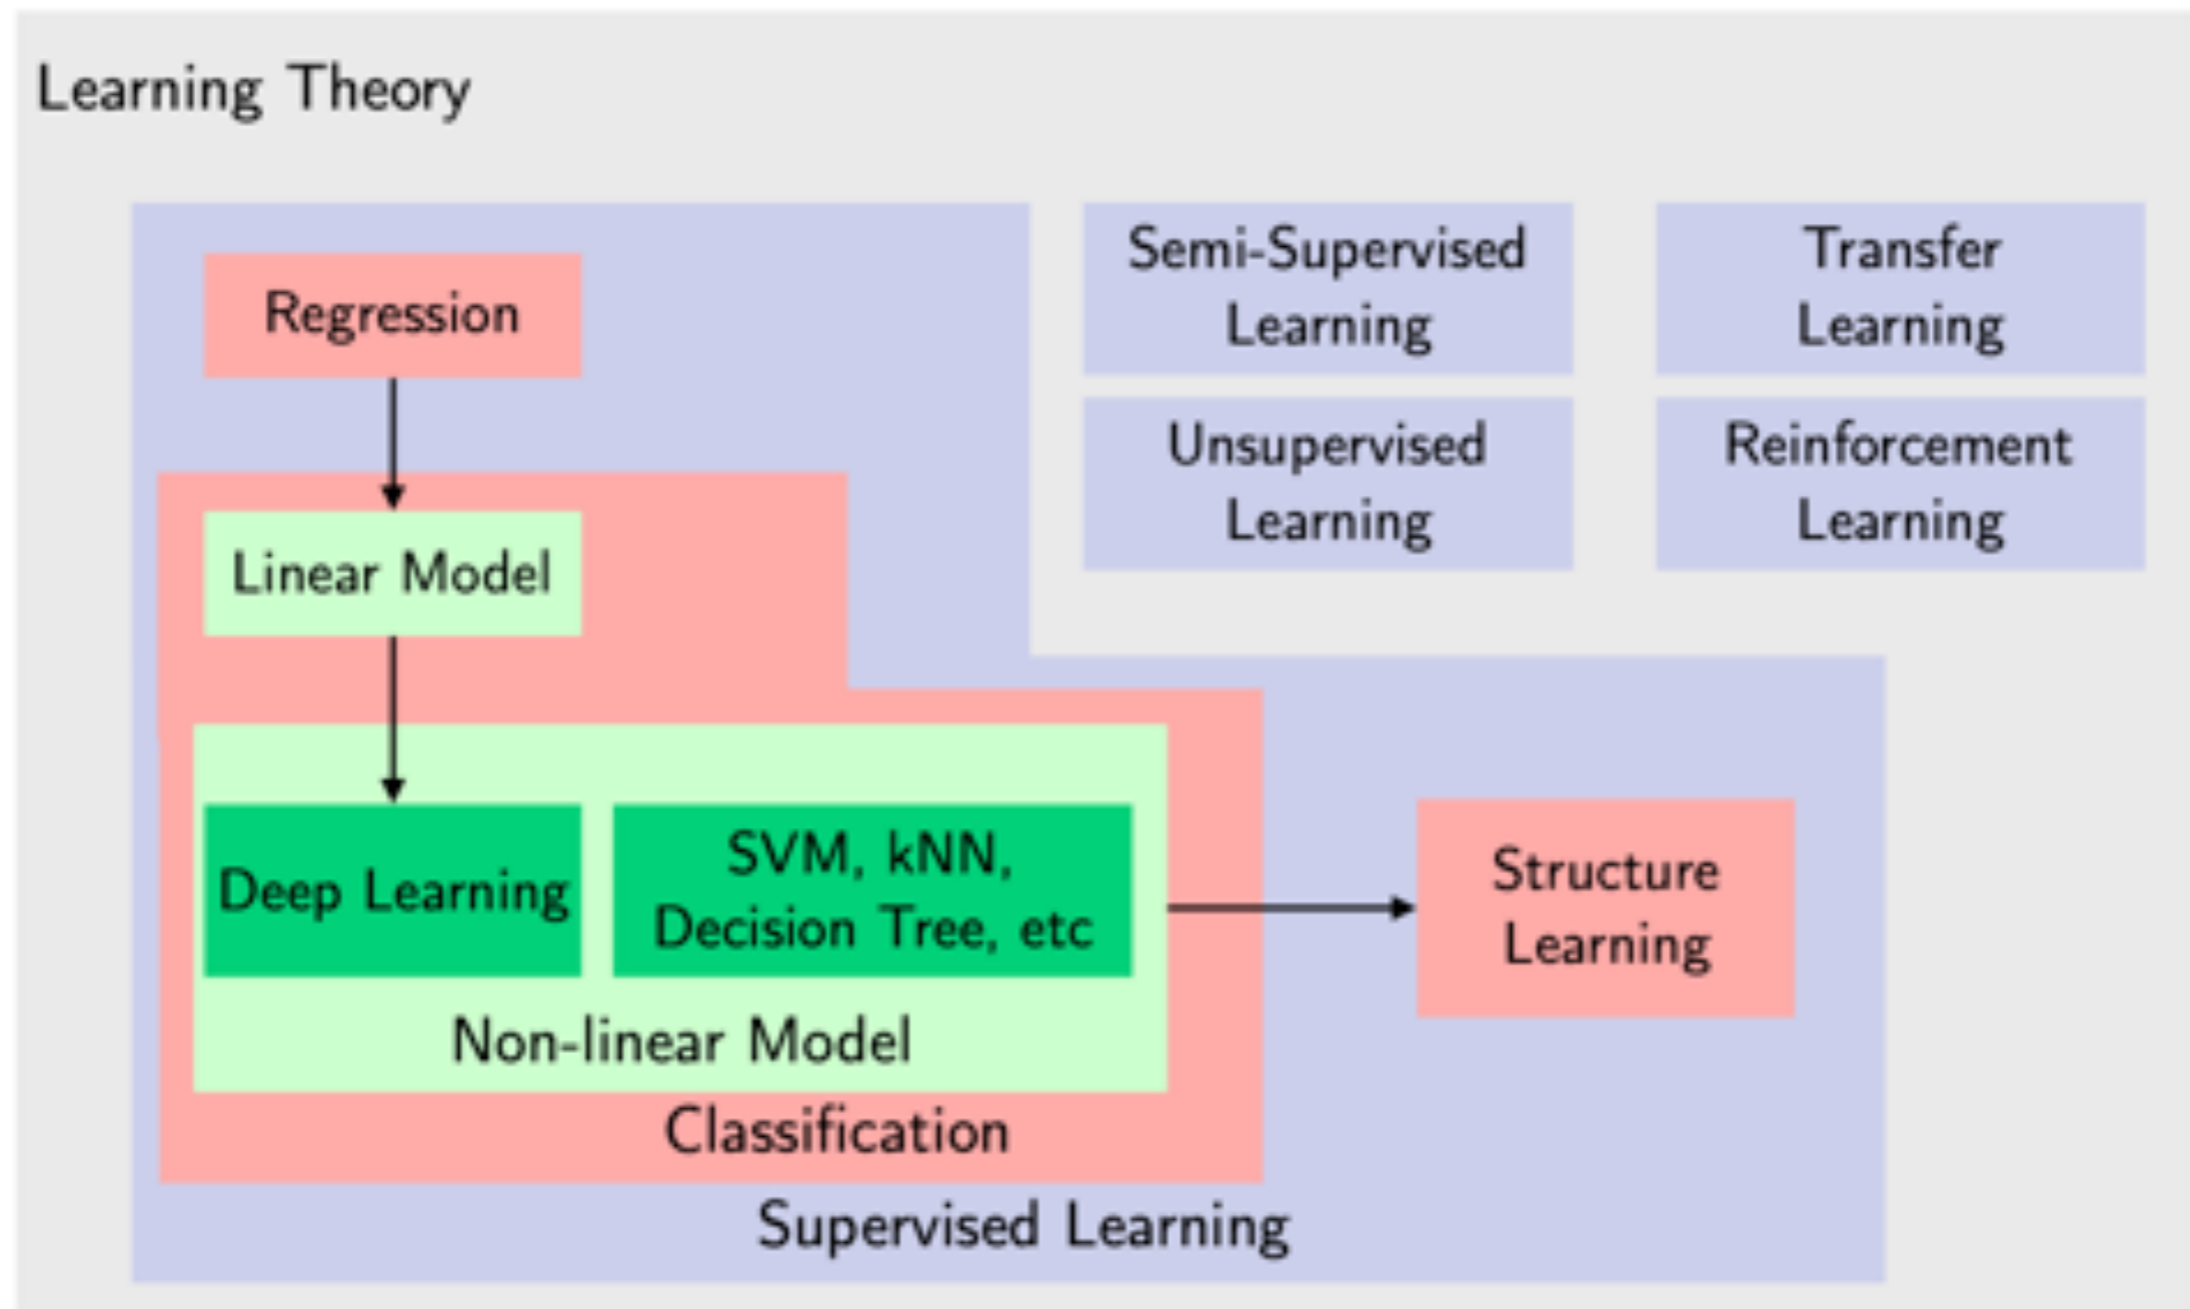 Learning Theory
Regression
Semi-Supervised
Learning
Transfer
Learning
Unsupervised
Learning
Reinforcement
Learning
Linear Model
Deep Learning
SVM, kNN,
Decision Tree, etc
Non-linear Model
Classification
Structure
Learning
Supervised Learning